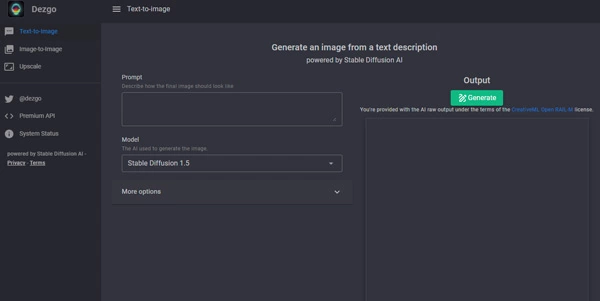 Dezgo
Text-to-image
Text-to-Image
Image-to-Image
Upscale
@dezgo
Premium API
System Status
powered by Stable Diffusion AI -
Privacy - Terms
Generate an image from a text description
powered by Stable Diffusion AI
Prompt
Describe how the final image should look like
Model
The AI used to generate the image.
Stable Diffusion 1.5
More options
Output
Generate
You're provided with the AI raw output under the terms of the CreativeML Open RAIL-M license.